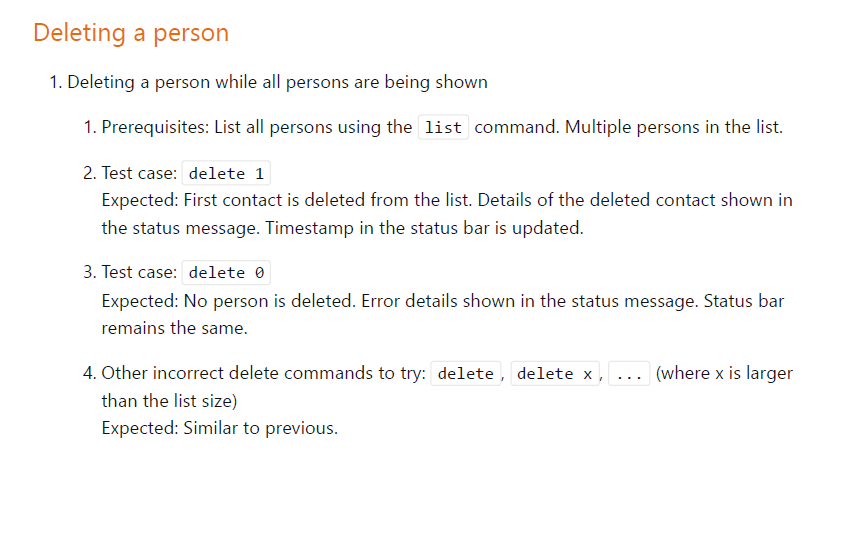 Deleting a person
1. Deleting a person while all persons are being shown
1. Prerequisites: List all persons using the list command. Multiple persons in the list.
2. Test case: delete 1
Expected: First contact is deleted from the list. Details of the deleted contact shown in
the status message. Timestamp in the status bar is updated.
3. Test case: delete 0
Expected: No person is deleted. Error details shown in the status message. Status bar
remains the same.
4. Other incorrect delete commands to try: delete, delete x, ... (where x is larger
than the list size)
Expected: Similar to previous.